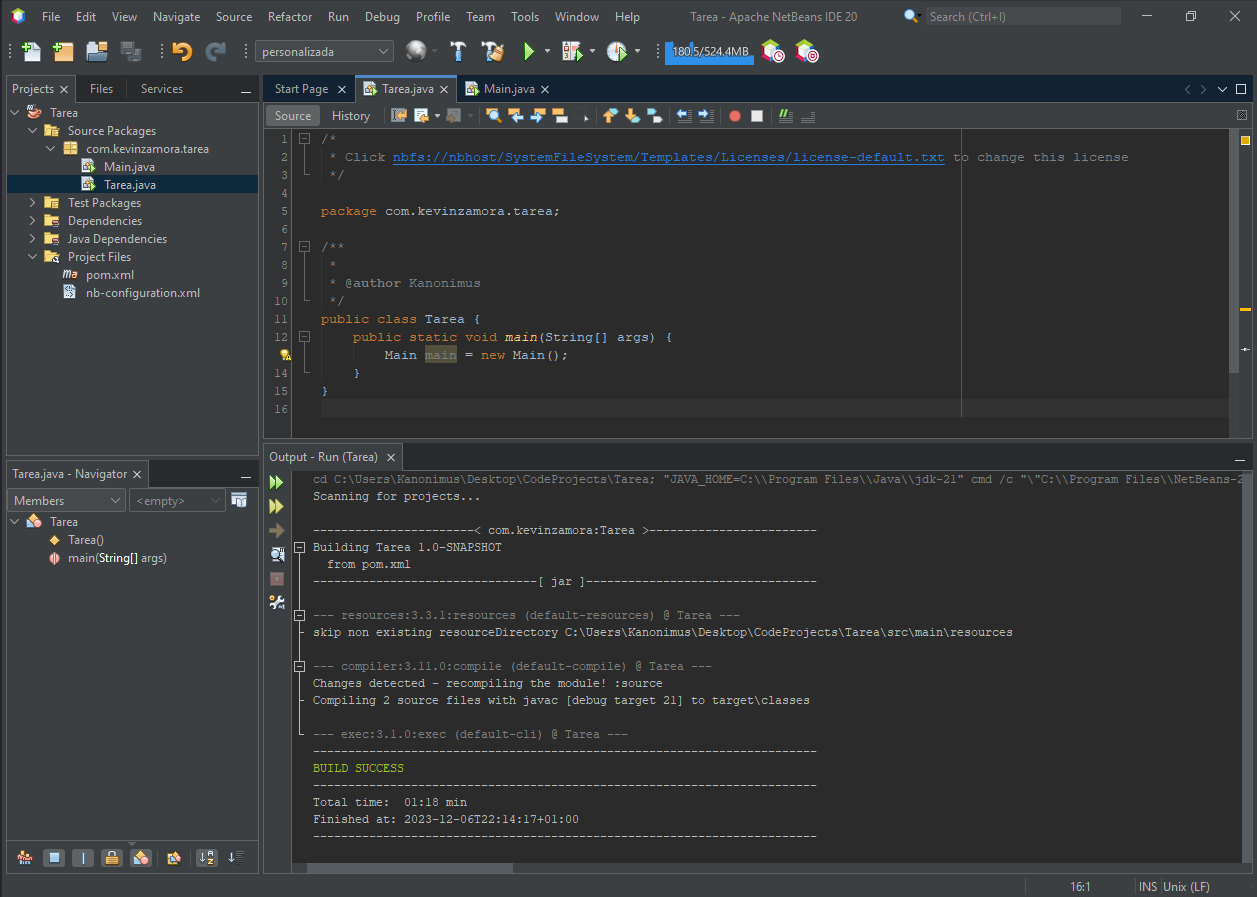 File Edit View Navigate Source Refactor Run Debug Profile Team Tools Window Help
Tarea - Apache NetBeans IDE 20
Search (Ctrl+I)
personalizada
180.5/524.4MB
Projects Files Services
Tarea
Source Packages
com.kevinzamora.tarea
Main.java
Tarea.java
Test Packages
Dependencies
Java Dependencies
Project Files
pom.xml
nb-configuration.xml
Tarea.java - Navigator
Members <empty>
Tarea
Tarea()
main(String[] args)
Start Page Tarea.java Main.java
Source History
1 /*
2 * Click nbfs://nbhost/SystemFileSystem/Templates/Licenses/license-default.txt to change this license
3 */
4
5 package com.kevinzamora.tarea;
6
7 /**
8 *
9 * @author Kanonimus
10 */
11 public class Tarea {
12 public static void main(String[] args) {
Main main = new Main();
14 }
15 }
16
Output - Run (Tarea)
cd C:\Users\Kanonimus\Desktop\CodeProjects\Tarea; "JAVA_HOME=C:\\Program Files\\Java\\jdk-21" cmd /c "\"C:\\Program Files\\NetBeans-2
Scanning for projects...
-----------------------< com.kevinzamora:Tarea >------------------------
Building Tarea 1.0-SNAPSHOT
from pom.xml
--------------------------------[ jar ]---------------------------------
--- resources:3.3.1:resources (default-resources) @ Tarea ---
skip non existing resourceDirectory C:\Users\Kanonimus\Desktop\CodeProjects\Tarea\src\main\resources
--- compiler:3.11.0:compile (default-compile) @ Tarea ---
Changes detected - recompiling the module! :source
Compiling 2 source files with javac [debug target 21] to target\classes
--- exec:3.1.0:exec (default-cli) @ Tarea ---
------------------------------------------------------------------------
BUILD SUCCESS
------------------------------------------------------------------------
Total time:  01:18 min
Finished at: 2023-12-06T22:14:17+01:00
------------------------------------------------------------------------
16:1 INS Unix (LF)